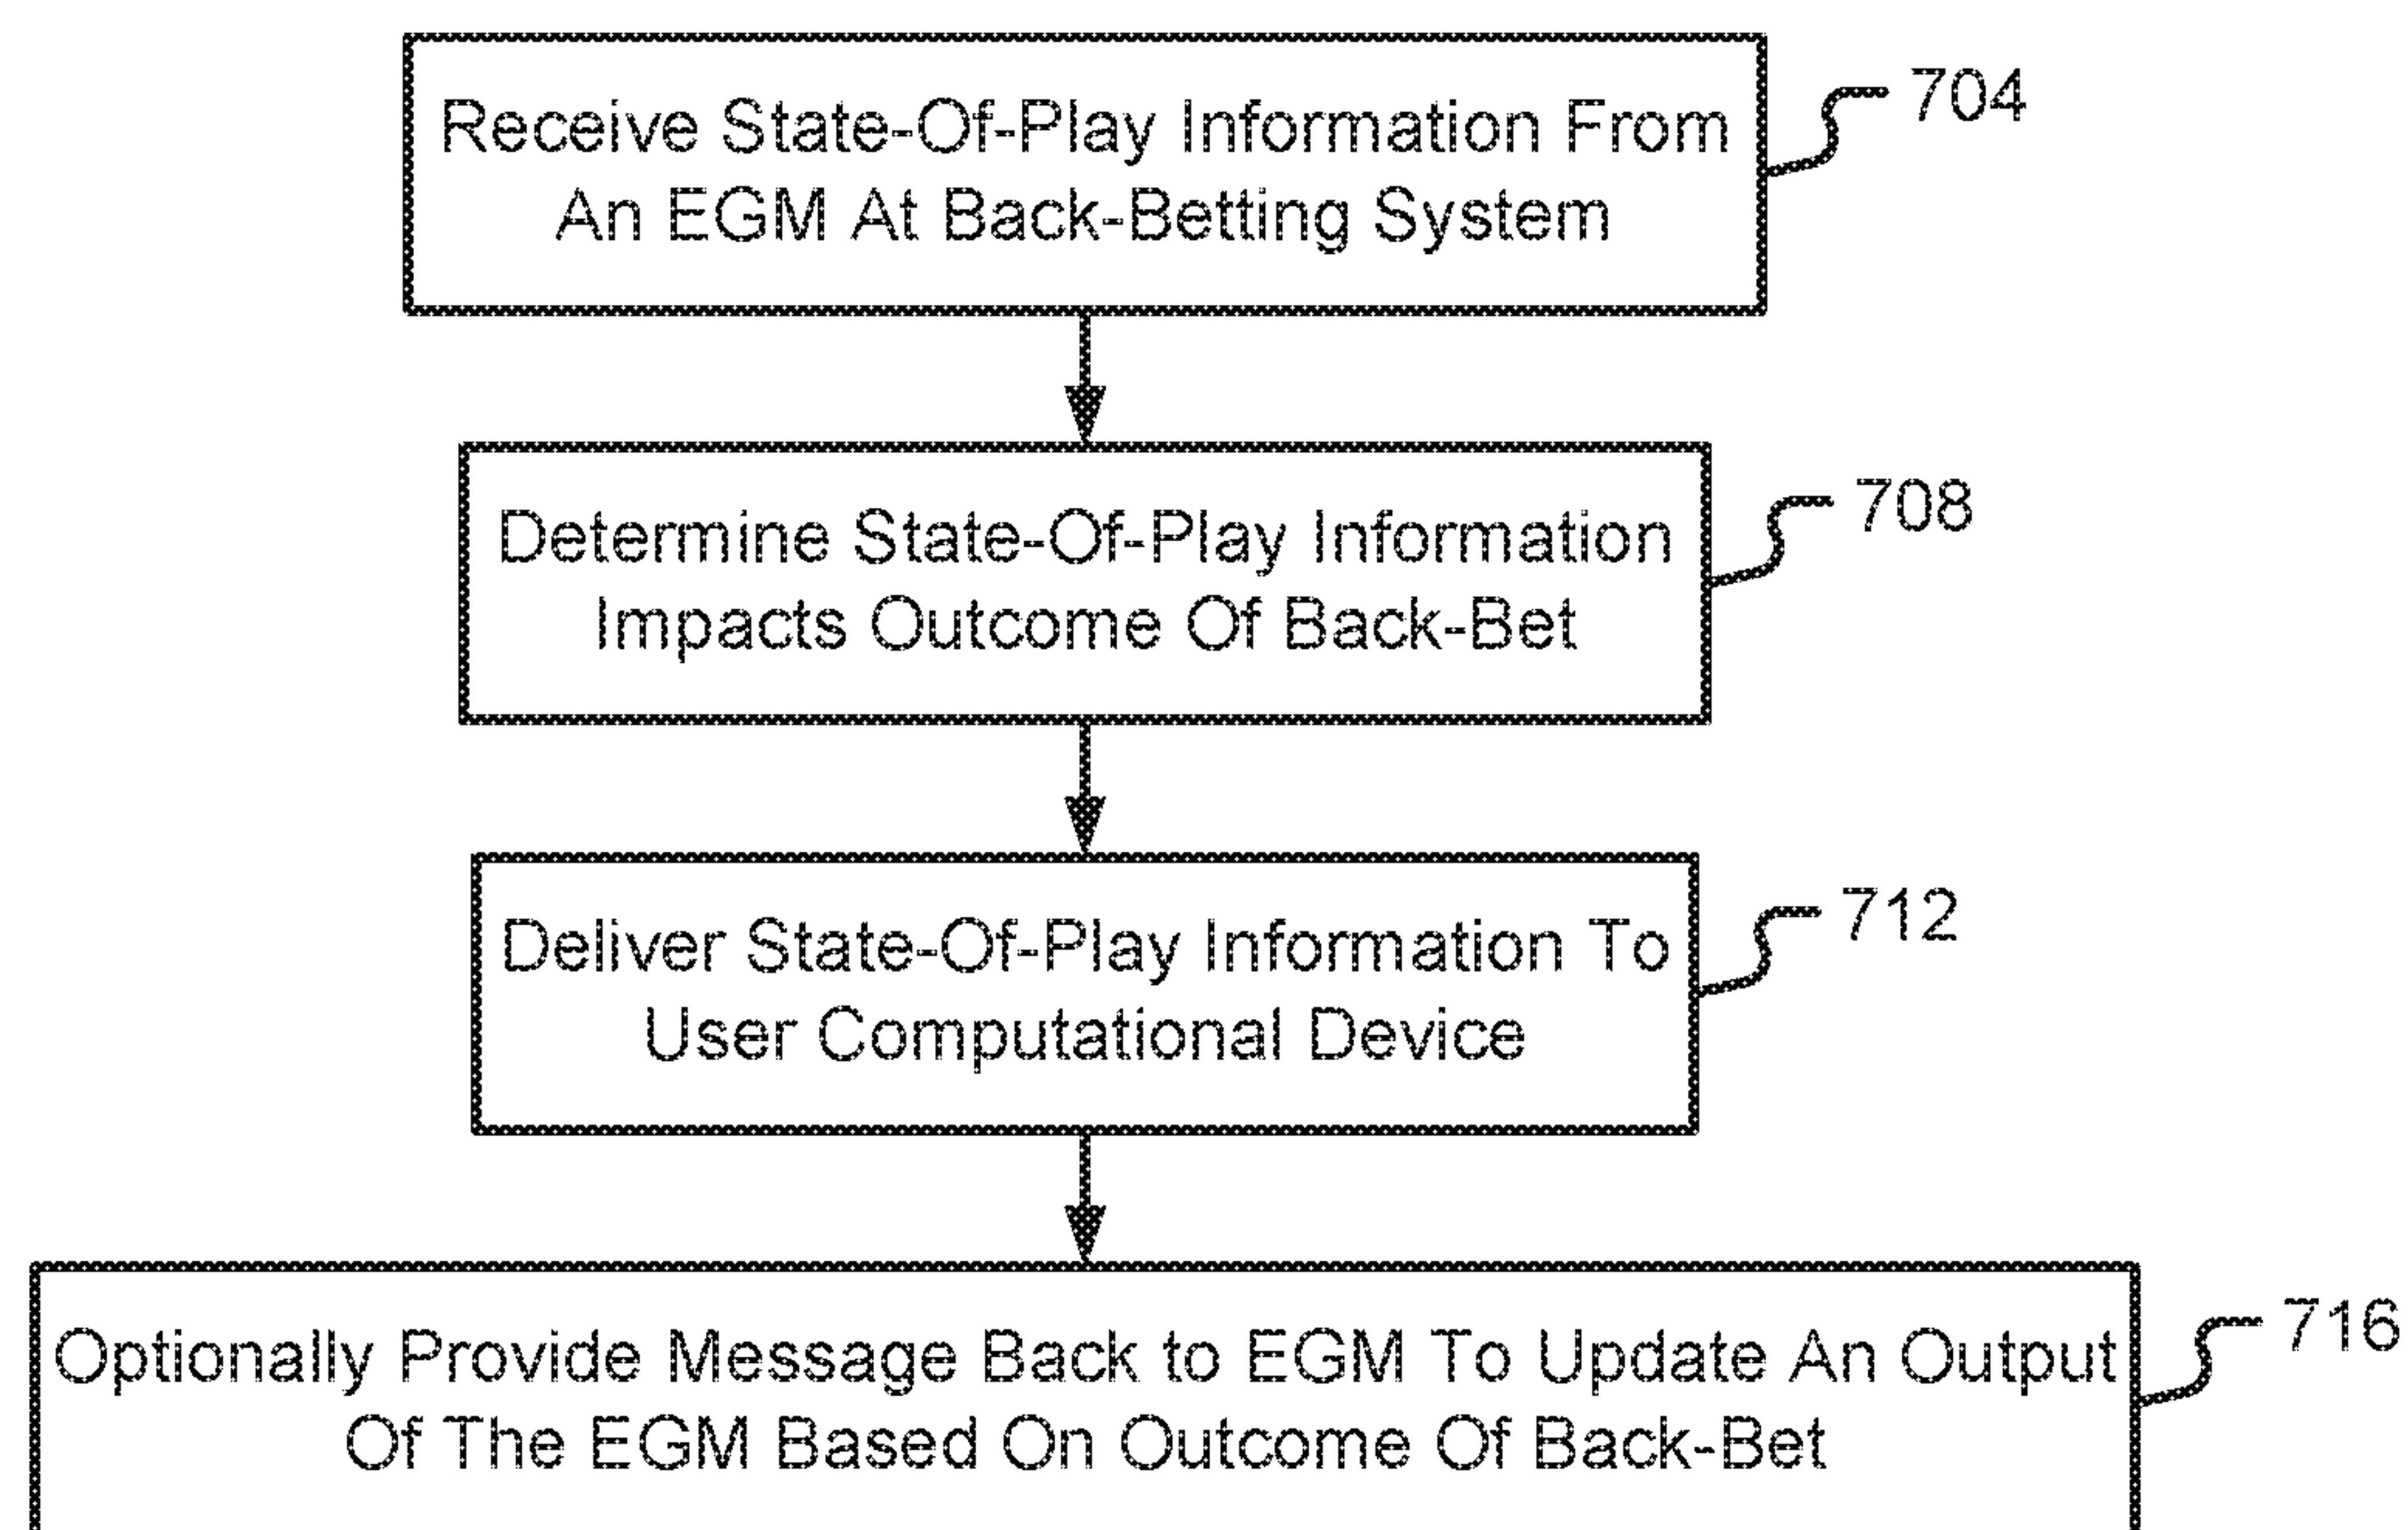 Receive State-Of-Play Information From
An EGM At Back-Betting System
704
Determine State-Of-Play Information
Impacts Outcome Of Back-Bet
708
Deliver State-Of-Play Information To
User Computational Device
712
Optionally Provide Message Back to EGM To Update An Output
Of The EGM Based On Outcome Of Back-Bet
716